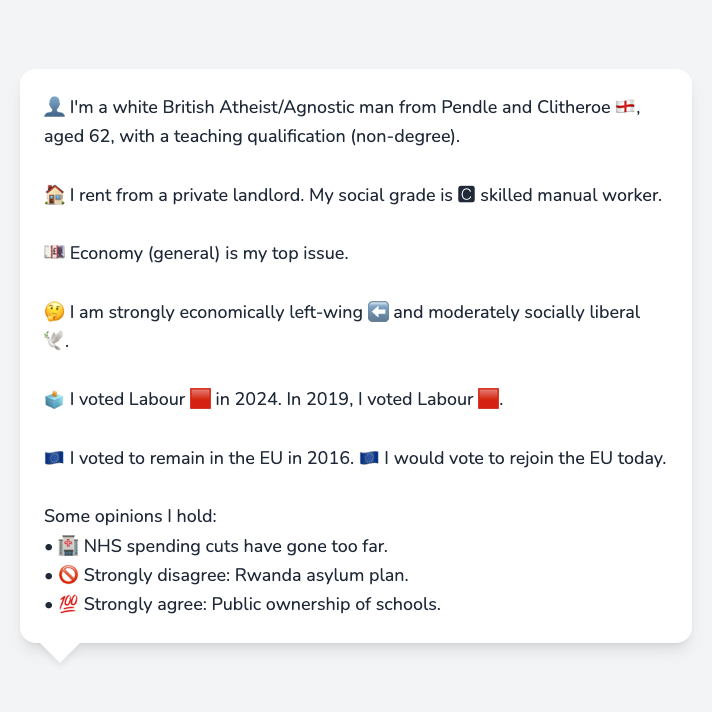 👤 I'm a white British Atheist/Agnostic man from Pendle and Clitheroe 🏴󠁧󠁢󠁥󠁮󠁧󠁿,
aged 62, with a teaching qualification (non-degree).
🏠 I rent from a private landlord. My social grade is 🅲 skilled manual worker.
💷 Economy (general) is my top issue.
🤔 I am strongly economically left-wing ⬅️ and moderately socially liberal
🕊️.
🗳️ I voted Labour 🟥 in 2024. In 2019, I voted Labour 🟥.
🇪🇺 I voted to remain in the EU in 2016. 🇪🇺 I would vote to rejoin the EU today.
Some opinions I hold:
• 🏥 NHS spending cuts have gone too far.
• 🚫 Strongly disagree: Rwanda asylum plan.
• 💯 Strongly agree: Public ownership of schools.